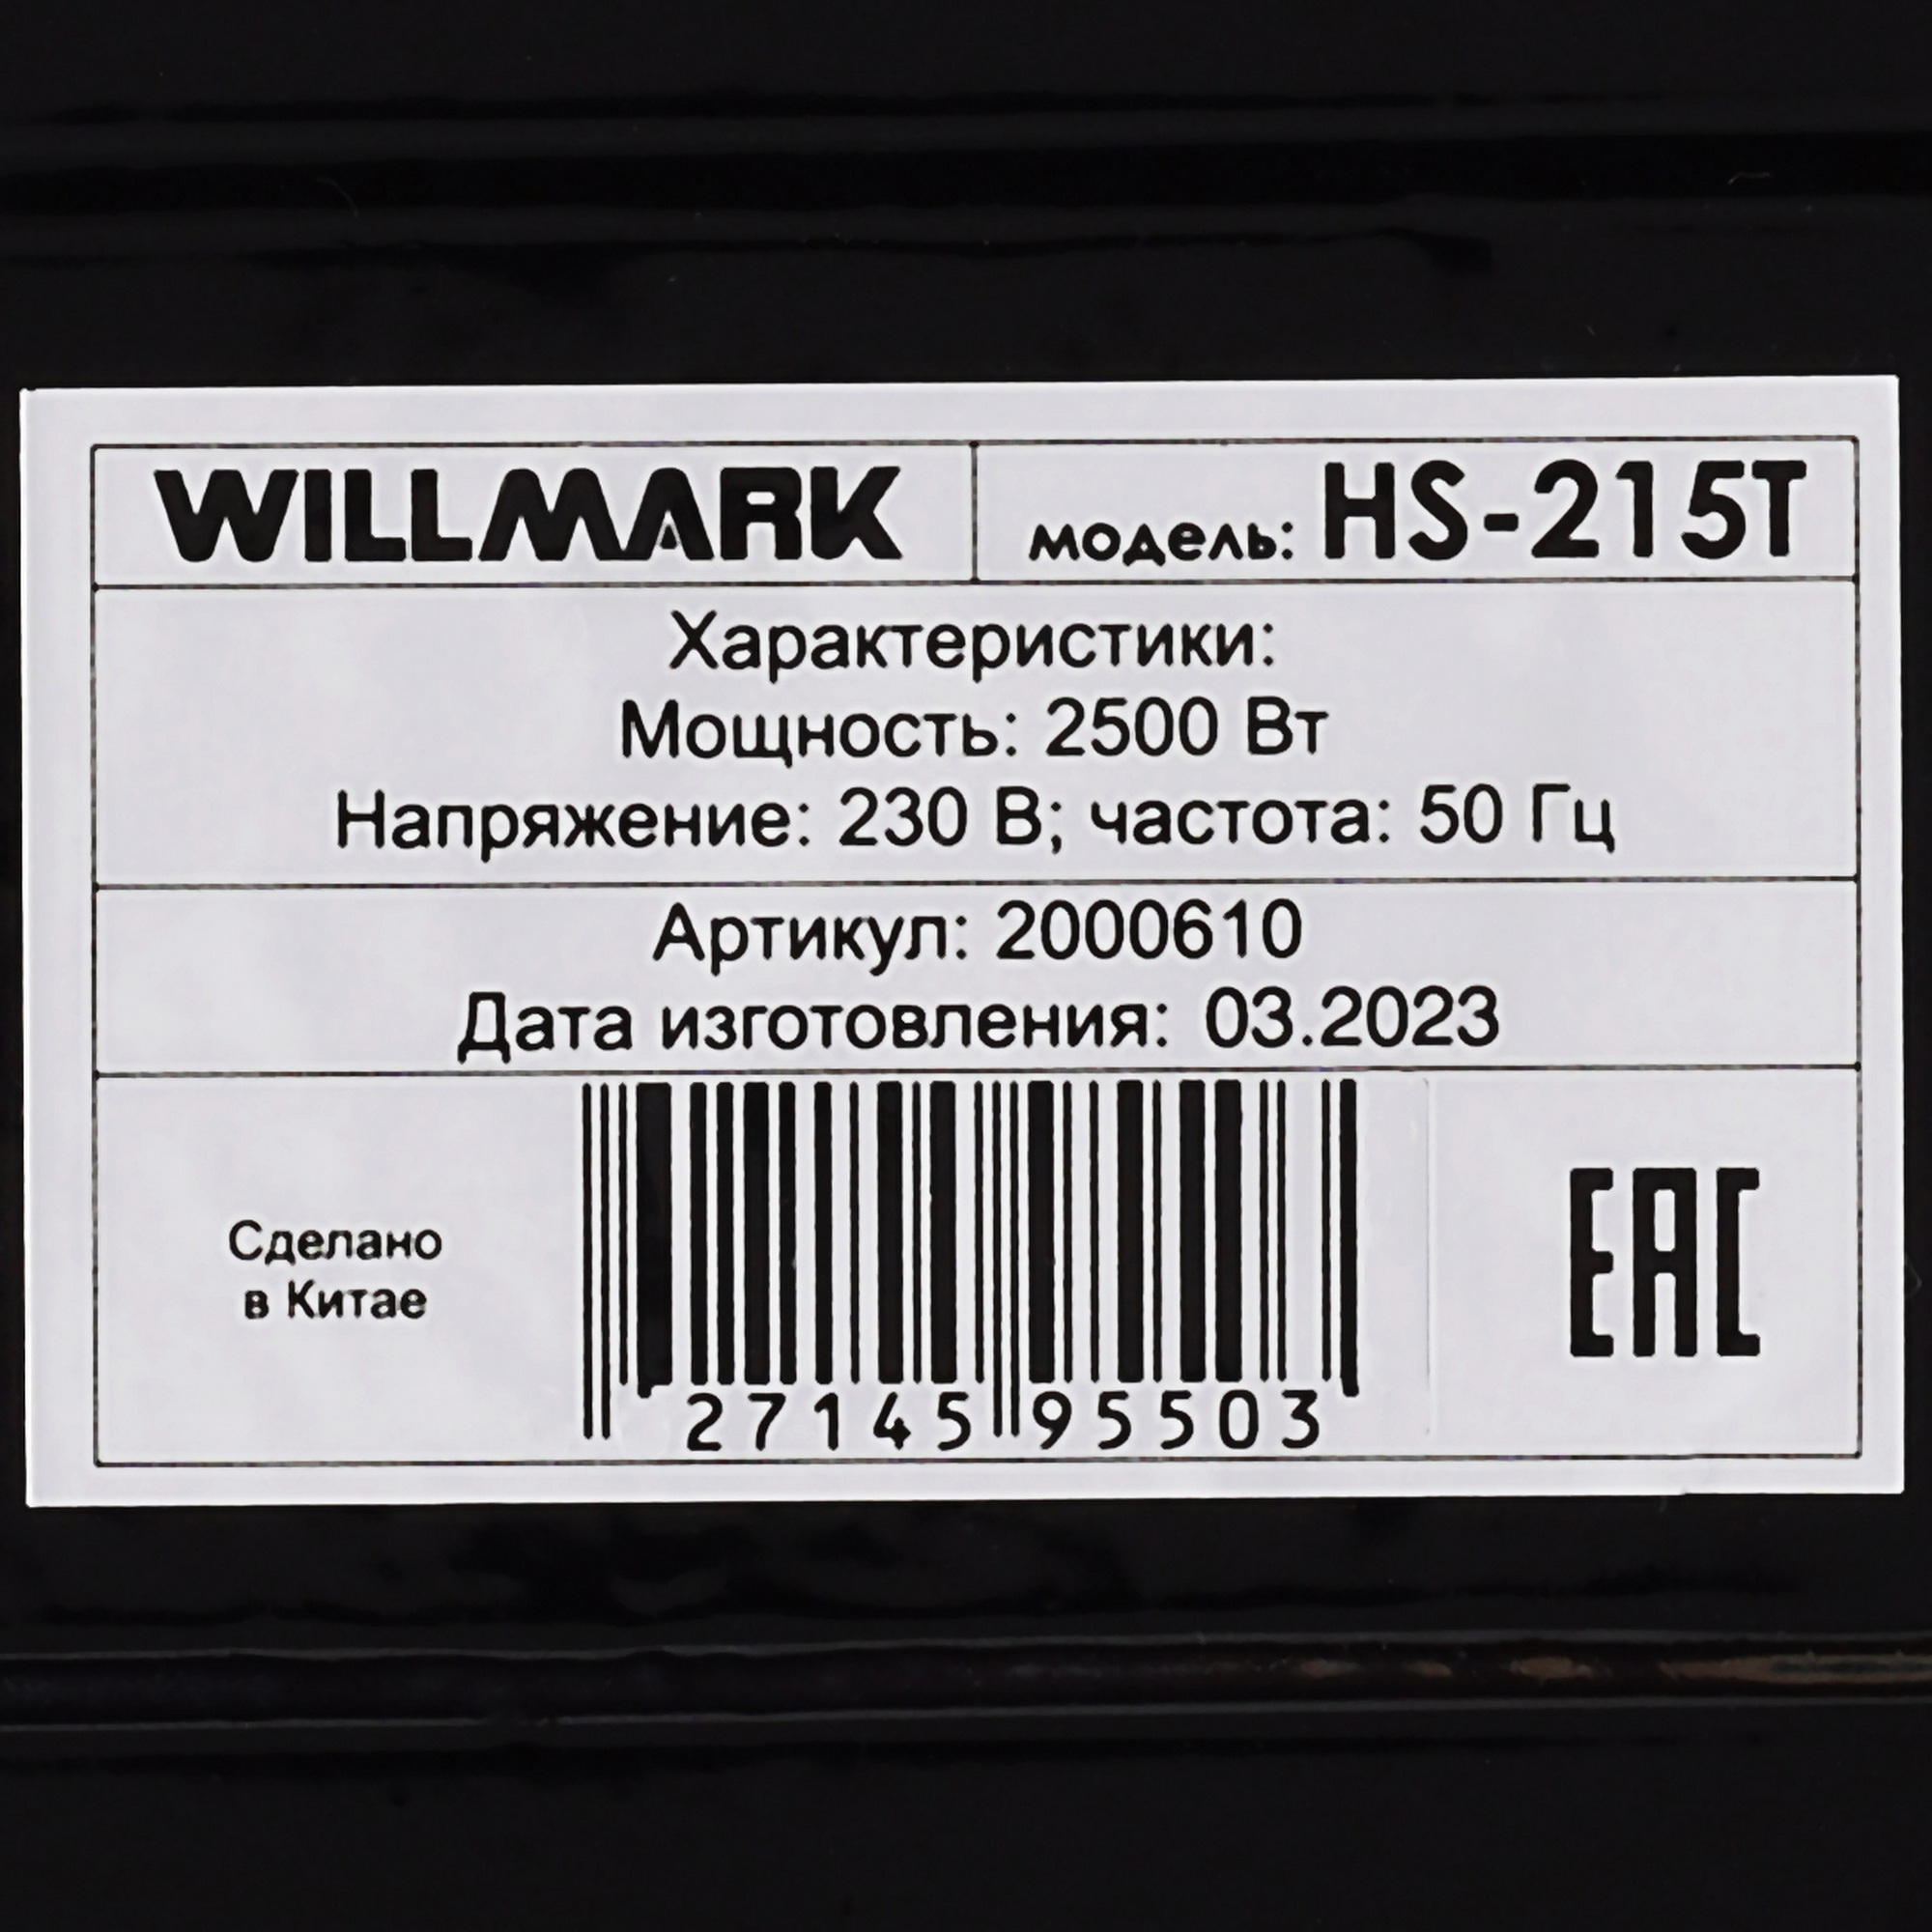 WILLMARK
модель: HS-215T
Характеристики:
Мощность: 2500 Вт
Напряжение: 230 В; частота: 50 Гц
Артикул: 2000610
Дата изготовления: 03.2023
Сделано
в Китае
27145 95503
EAC